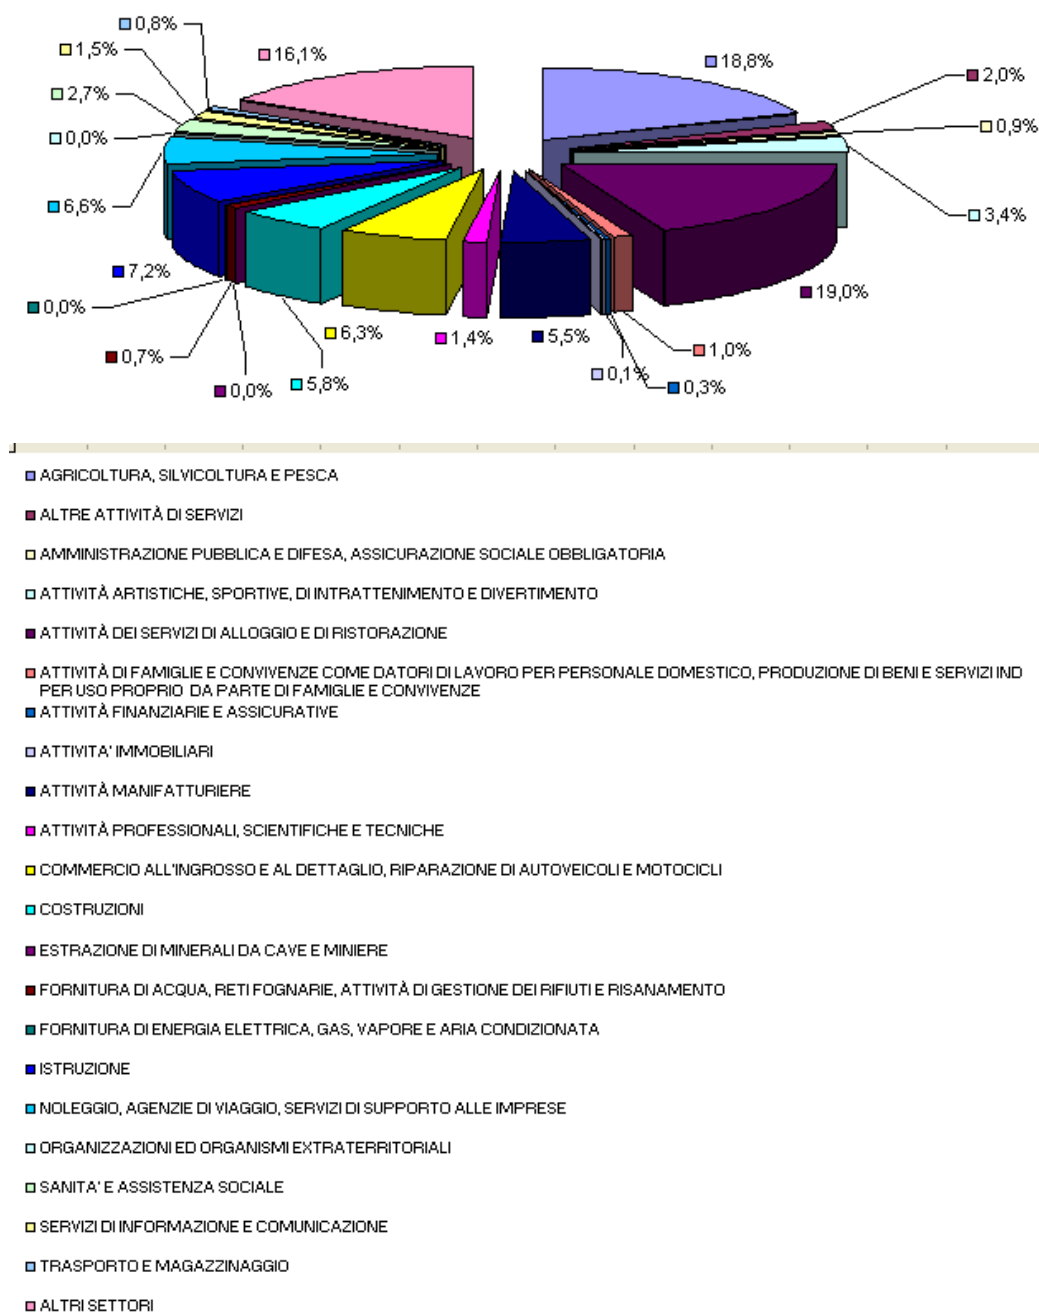 0,8%
1,5%
16,1%
18,8%
2,0%
2,7%
0,9%
0,0%
6,6%
3,4%
7,2%
19,0%
0,0%
6,3%
1,4%
5,5%
1,0%
0,7%
0,0%
5,8%
0,1%
0,3%
AGRICOLTURA, SILVICOLTURA E PESCA
ALTRE ATTIVITÀ DI SERVIZI
AMMINISTRAZIONE PUBBLICA E DIFESA, ASSICURAZIONE SOCIALE OBBLIGATORIA
ATTIVITÀ ARTISTICHE, SPORTIVE, DI INTRATTENIMENTO E DIVERTIMENTO
ATTIVITÀ DEI SERVIZI DI ALLOGGIO E DI RISTORAZIONE
ATTIVITÀ DI FAMIGLIE E CONVIVENZE COME DATORI DI LAVORO PER PERSONALE DOMESTICO, PRODUZIONE DI BENI E SERVIZI IND
PER USO PROPRIO DA PARTE DI FAMIGLIE E CONVIVENZE
ATTIVITÀ FINANZIARIE E ASSICURATIVE
ATTIVITA' IMMOBILIARI
ATTIVITÀ MANIFATTURIERE
ATTIVITÀ PROFESSIONALI, SCIENTIFICHE E TECNICHE
COMMERCIO ALL'INGROSSO E AL DETTAGLIO, RIPARAZIONE DI AUTOVEICOLI E MOTOCICLI
COSTRUZIONI
ESTRAZIONE DI MINERALI DA CAVE E MINIERE
FORNITURA DI ACQUA, RETI FOGNARIE, ATTIVITÀ DI GESTIONE DEI RIFIUTI E RISANAMENTO
FORNITURA DI ENERGIA ELETTRICA, GAS, VAPORE E ARIA CONDIZIONATA
ISTRUZIONE
NOLEGGIO, AGENZIE DI VIAGGIO, SERVIZI DI SUPPORTO ALLE IMPRESE
ORGANIZZAZIONI ED ORGANISMI EXTRATERRITORIALI
SANITA' E ASSISTENZA SOCIALE
SERVIZI DI INFORMAZIONE E COMUNICAZIONE
TRASPORTO E MAGAZZINAGGIO
ALTRI SETTORI